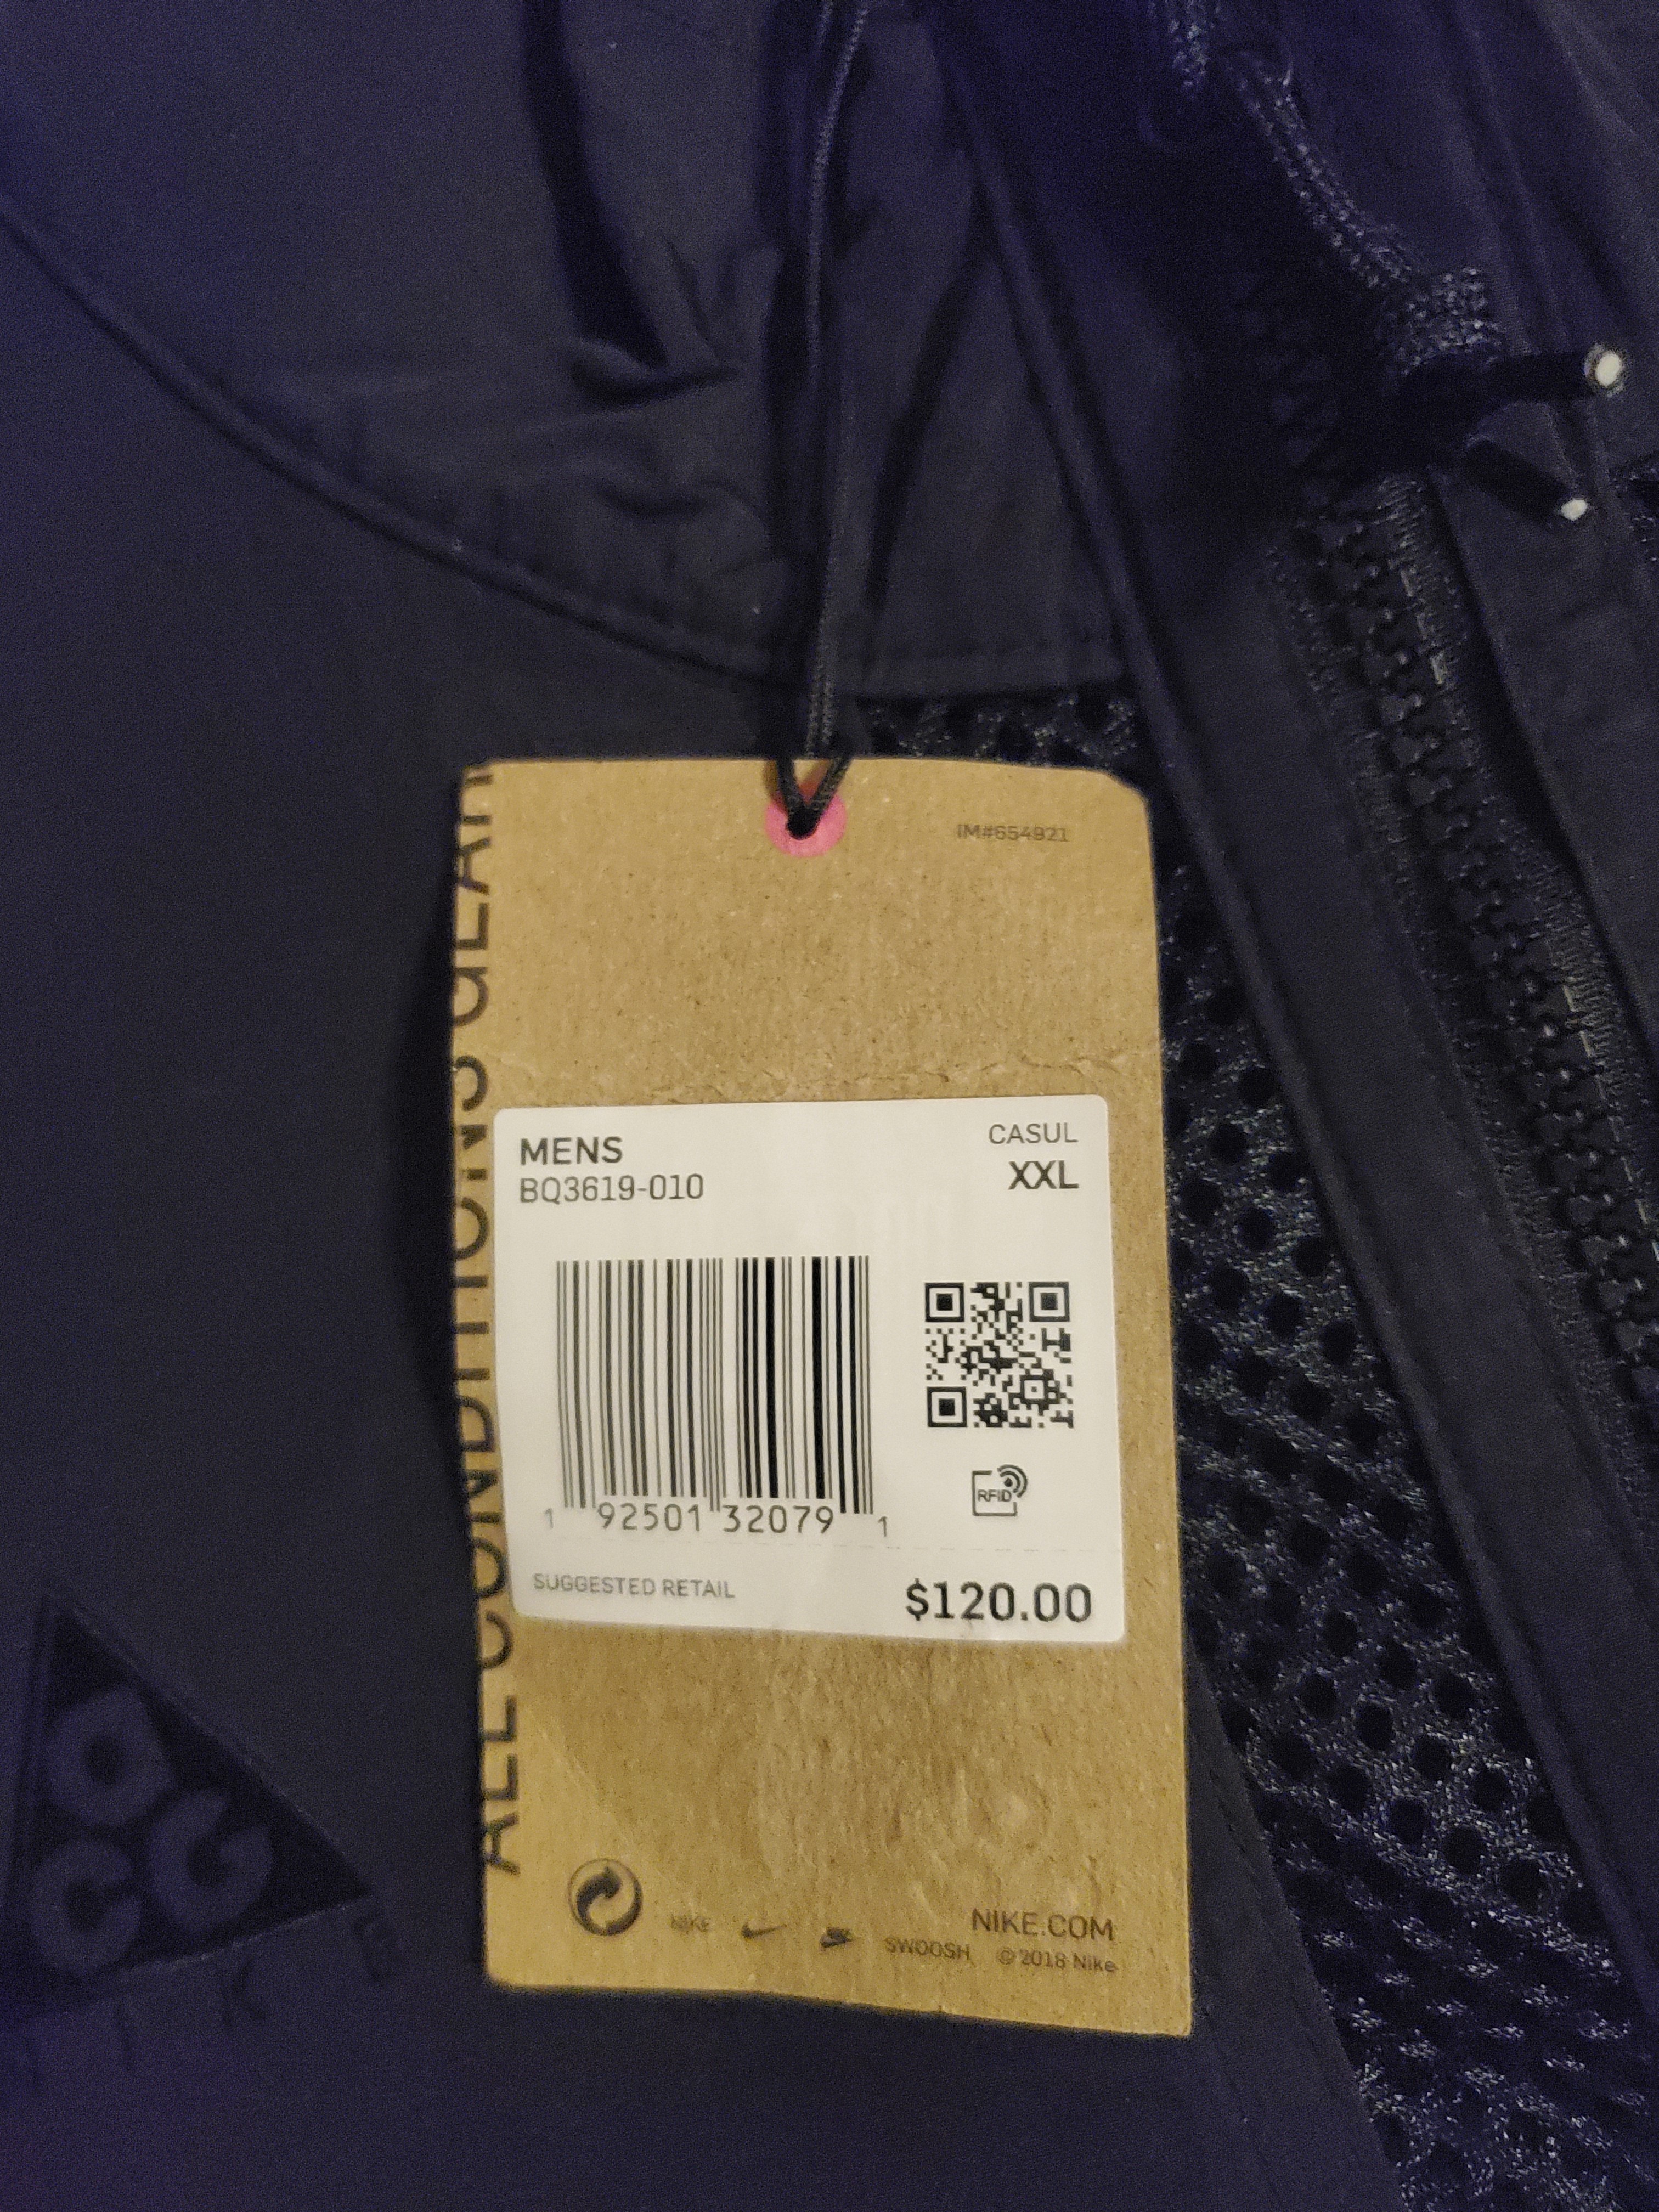 IM#654921
ALL CONDITIONS GEAR
MENS
CASUL
BQ3619-010
XXL
1 92501 32079 1
RFID
SUGGESTED RETAIL
$120.00
NIKE
NIKE.COM
SWOOSH
©2018 Nike
ACG